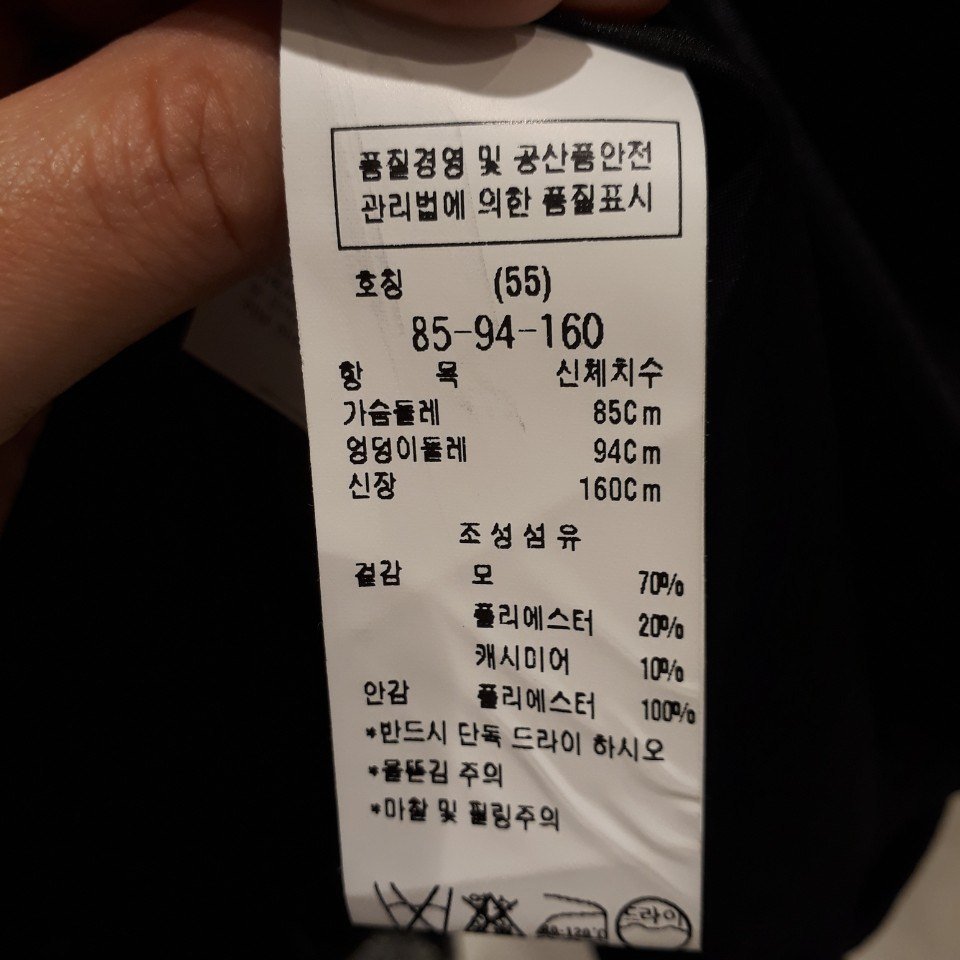 품질경영 및 공산품안전
관리법에 의한 품질표시
호칭 (55)
85-94-160
항 목 신체치수
가슴둘레 85Cm
엉덩이둘레 94Cm
신장 160Cm
조성섬유
겉감 모 70%
폴리에스터 20%
캐시미어 10%
안감 폴리에스터 100%
*반드시 단독 드라이 하시오
*물뜬김 주의
*마찰 및 필링주의
드라이